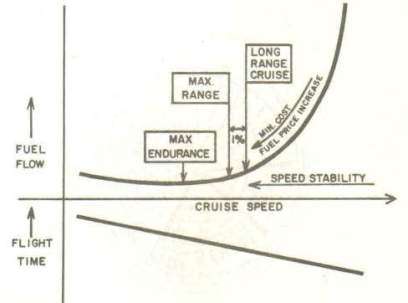 LONG
RANGE
CRUISE
MAX.
RANGE
1%
MIN. COST
FUEL PRICE INCREASE
MAX
ENDURANCE
FUEL
FLOW
SPEED STABILITY
CRUISE SPEED
FLIGHT
TIME